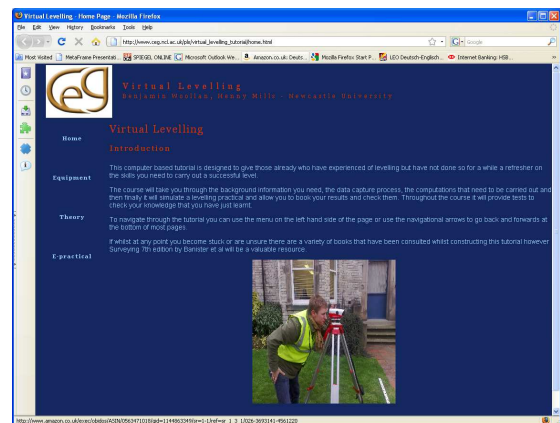 Virtual Levelling - Home Page - Mozilla Firefox
File Edit View History Bookmarks Tools Help
http://www.ceg.ncl.ac.uk/pls/virtual_levelling_tutorial/home.html
Google
Most Visited MetaFrame Presentati... SPIEGEL ONLINE Microsoft Outlook We... Amazon.co.uk: Deuts... Mozilla Firefox Start P... LEO Deutsch-Englisch... Internet Banking: HSB...
ceg
Virtual Levelling
Newcastle University
Home
Equipment
Theory
E-practical
Virtual Levelling
Introduction
This computer based tutorial is designed to give those already who have experienced of levelling but have not done so for a while a refresher on
the skills you need to carry out a successful level.
The course will take you through the background information you need, the data capture process, the computations that need to be carried out and
then finally it will simulate a levelling practical and allow you to book your results and check them. Throughout the course it will provide tests to
check your knowledge that you have just learnt.
To navigate through the tutorial you can use the menu on the left hand side of the page or use the navigational arrows to go back and forwards at
the bottom of most pages.
If whilst at any point you become stuck or are unsure there are a variety of books that have been consulted whilst constructing this tutorial however
Surveying 7th edition by Banister et al will be a valuable resource.